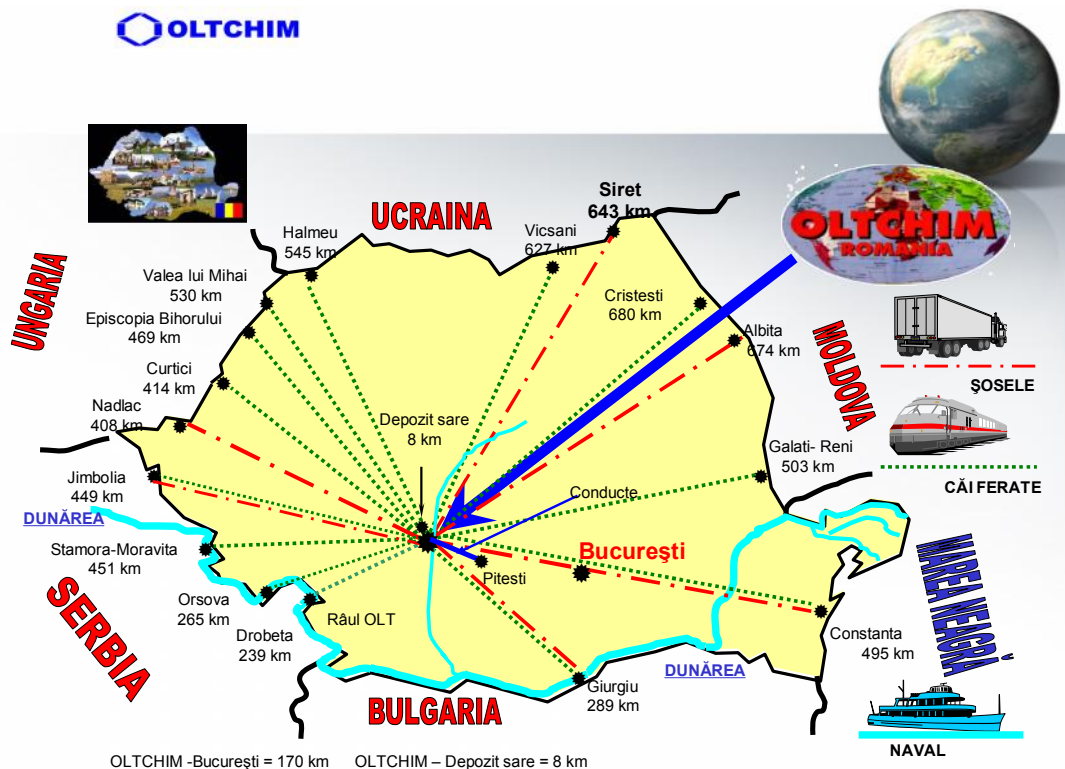 OLTCHIM
UCRAINA
Siret
643 km
OLTCHIM
ROMANIA
Halmeu
545 km
Vicsani
627 km
UNGARIA
Valea lui Mihai
530 km
Cristesti
680 km
Episcopia Bihorului
469 km
Albita
674 km
MOLDOVA
ŞOSELE
Curtici
414 km
Nadlac
408 km
Depozit sare
8 km
Galati- Reni
503 km
CĂI FERATE
Jimbolia
449 km
Conducte
DUNĂREA
Stamora-Moravita
451 km
Bucureşti
Pitesti
MAREA NEAGRĂ
SERBIA
Orsova
265 km
Râul OLT
Drobeta
239 km
Constanta
495 km
DUNĂREA
Giurgiu
289 km
BULGARIA
NAVAL
OLTCHIM -Bucureşti = 170 km OLTCHIM – Depozit sare = 8 km